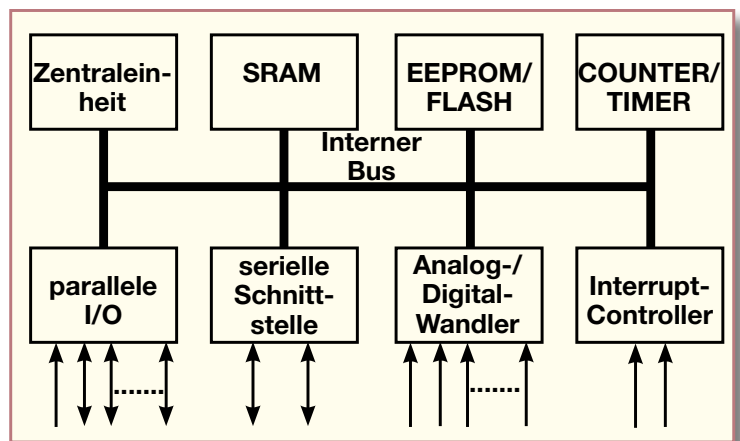 Zentralein-
heit
SRAM
EEPROM/
FLASH
COUNTER/
TIMER
Interner
Bus
parallele
I/O
serielle
Schnitt-
stelle
Analog-/
Digital-
Wandler
Interrupt-
Controller